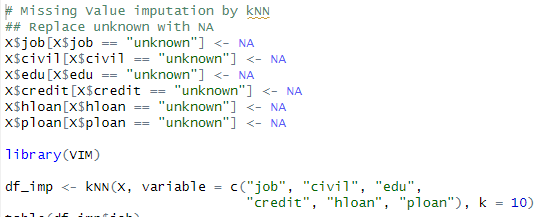 # Missing Value imputation by kNN
## Replace unknown with NA
X$job[X$job == "unknown"] <- NA
X$civil[X$civil == "unknown"] <- NA
X$edu[X$edu == "unknown"] <- NA
X$credit[X$credit == "unknown"] <- NA
X$hloan[X$hloan == "unknown"] <- NA
X$ploan[X$ploan == "unknown"] <- NA
library(VIM)
df_imp <- kNN(X, variable = c("job", "civil", "edu",
"credit", "hloan", "ploan"), k = 10)